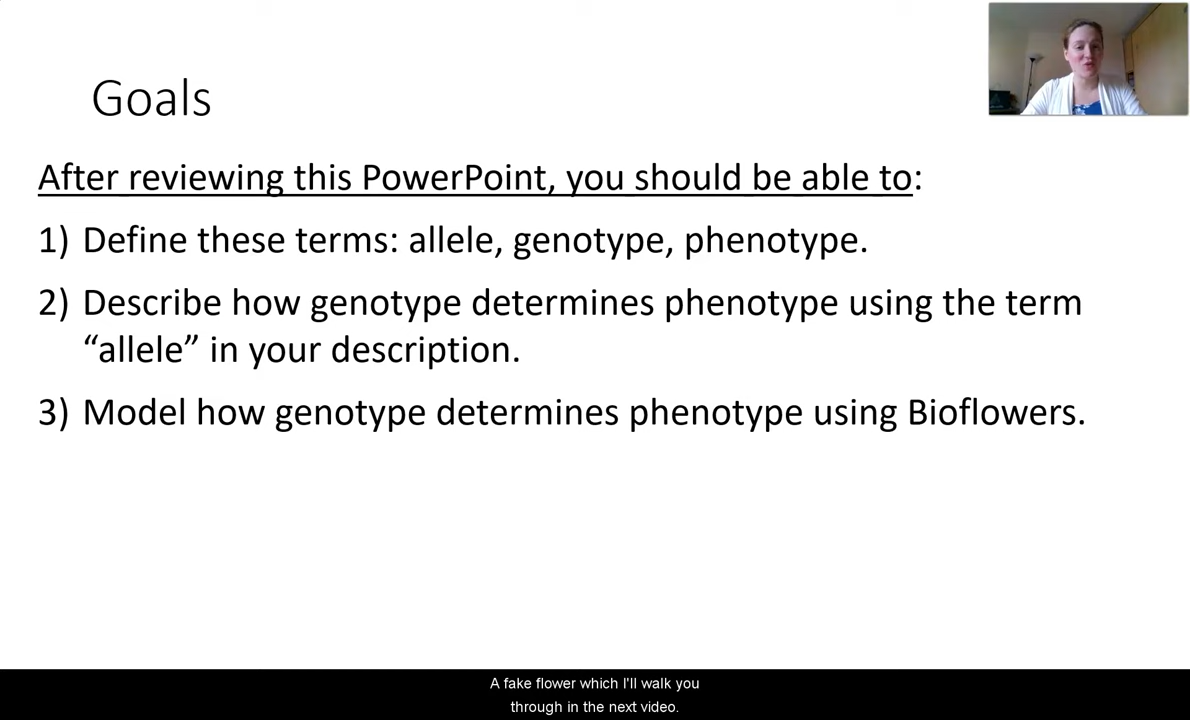 Goals
After reviewing this PowerPoint, you should be able to:
1) Define these terms: allele, genotype, phenotype.
2) Describe how genotype determines phenotype using the term
“allele” in your description.
3) Model how genotype determines phenotype using Bioflowers.
A fake flower which I'll walk you
through in the next video.